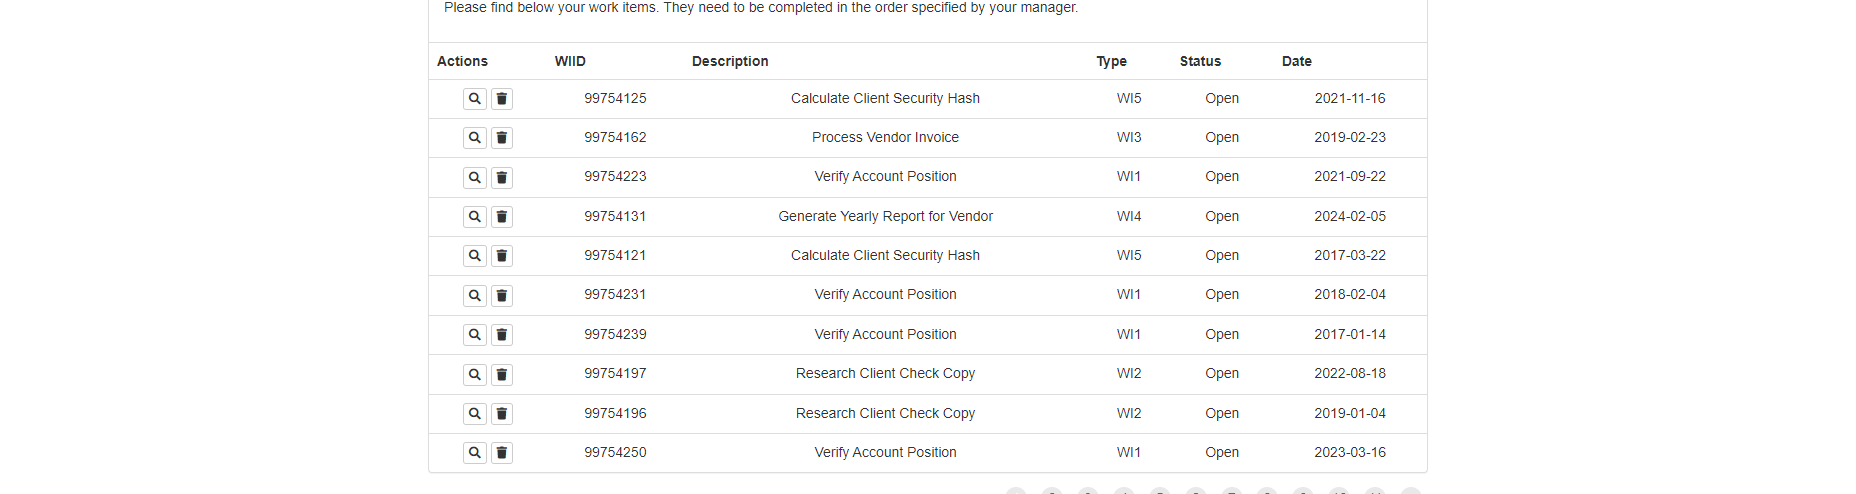 Please find below your work items. They need to be completed in the order specified by your manager.
Actions WIID Description Type Status Date
99754125 Calculate Client Security Hash WI5 Open 2021-11-16
99754162 Process Vendor Invoice WI3 Open 2019-02-23
99754223 Verify Account Position WI1 Open 2021-09-22
99754131 Generate Yearly Report for Vendor WI4 Open 2024-02-05
99754121 Calculate Client Security Hash WI5 Open 2017-03-22
99754231 Verify Account Position WI1 Open 2018-02-04
99754239 Verify Account Position WI1 Open 2017-01-14
99754197 Research Client Check Copy WI2 Open 2022-08-18
99754196 Research Client Check Copy WI2 Open 2019-01-04
99754250 Verify Account Position WI1 Open 2023-03-16